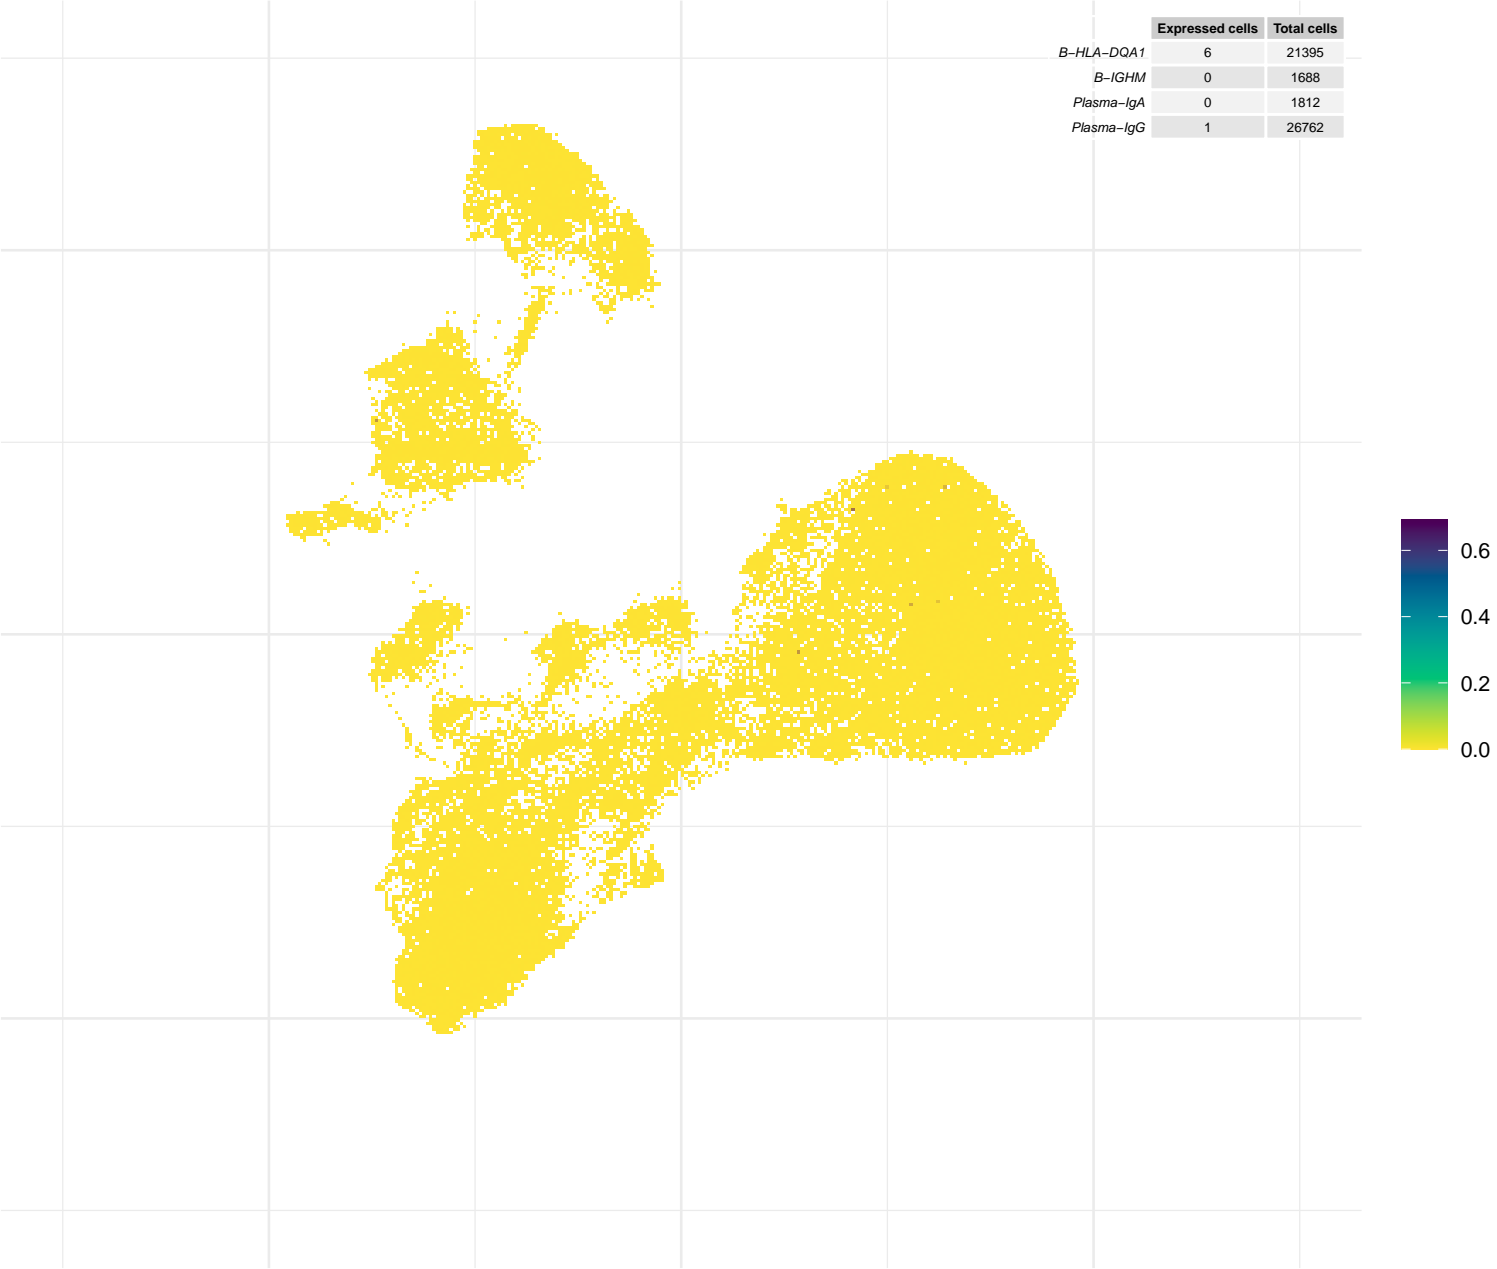 Expressed cells Total cells
B−HLA−DQA1 6 21395
B−IGHM 0 1688
Plasma−IgA 0 1812
Plasma−IgG 1 26762
0.6
0.4
0.2
0.0